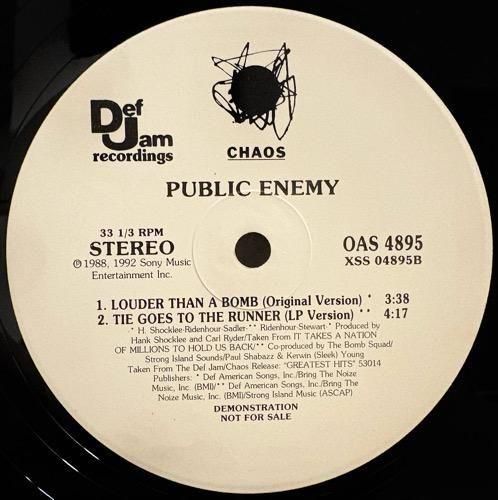 Def
Jam
recordings
CHAOS
PUBLIC ENEMY
33 1/3 RPM
STEREO
℗ 1988, 1992 Sony Music
Entertainment Inc.
OAS 4895
XSS 04895B
1. LOUDER THAN A BOMB (Original Version) * 3:38
2. TIE GOES TO THE RUNNER (LP Version) * * 4:17
* H. Shocklee-Ridenhour-Sadler-* * Ridenhour-Stewart-* Produced by
Hank Shocklee and Carl Ryder/Taken From IT TAKES A NATION
OF MILLIONS TO HOLD US BACK/* * Co-produced by The Bomb Squad/
Strong Island Sounds/Paul Shabazz & Kerwin (Sleek) Young
Taken From The Def Jam/Chaos Release: "GREATEST HITS" 53014
Publishers: * Def American Songs, Inc./Bring The Noize
Music, Inc. (BMI)/* * Def American Songs, Inc./Bring The
Noize Music, Inc. (BMI)/Strong Island Music (ASCAP)
DEMONSTRATION
NOT FOR SALE